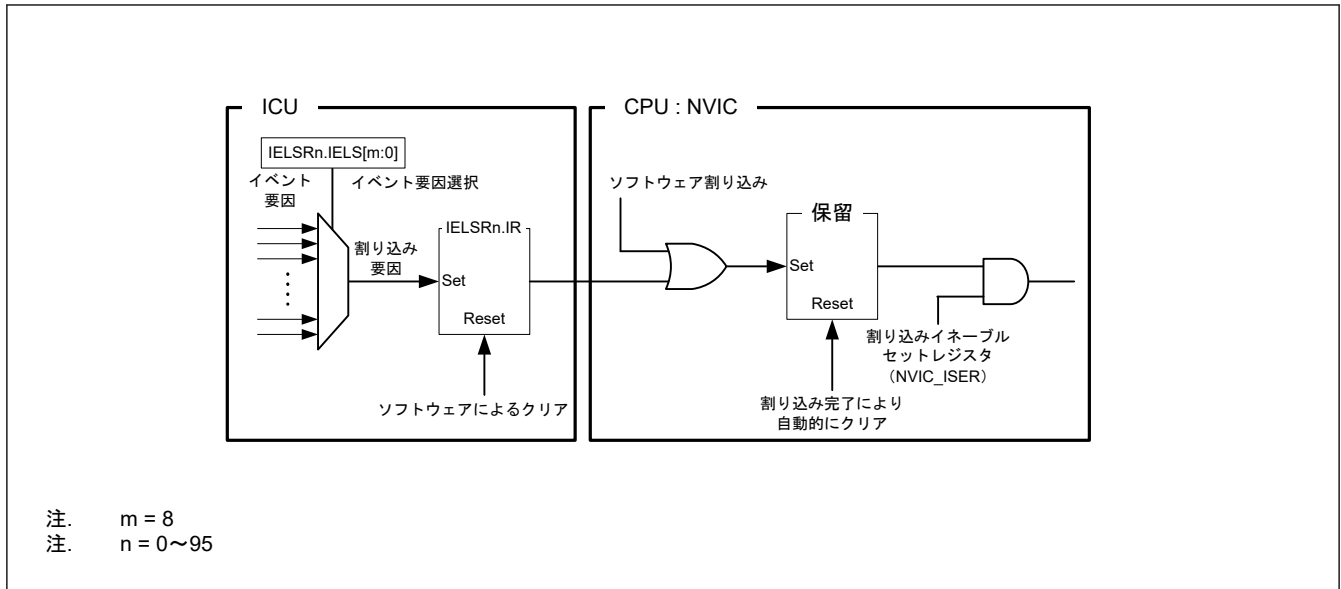 ICU
CPU : NVIC
IELSRn.IELS[m:0]
イベント
要因
イベント要因選択
割り込み
要因
IELSRn.IR
Set
Reset
ソフトウェアによるクリア
ソフトウェア割り込み
保留
Set
Reset
割り込みイネーブル
セットレジスタ
（NVIC_ISER）
割り込み完了により
自動的にクリア
注. m = 8
注. n = 0～95